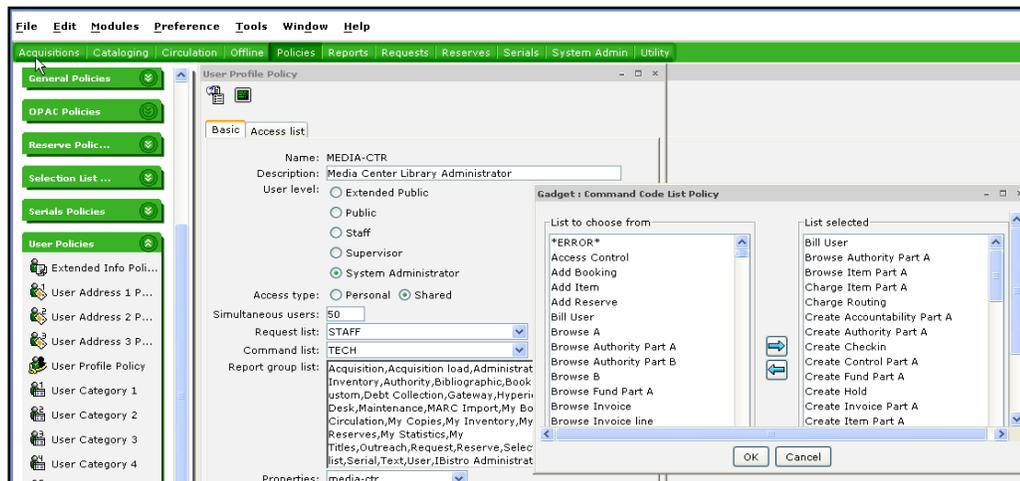 File Edit Modules Preference Tools Window Help
Acquisitions Cataloging Circulation Offline Policies Reports Requests Reserves Serials System Admin Utility
General Policies
OPAC Policies
Reserve Polic...
Selection List ...
Serials Policies
User Policies
Extended Info Poli...
User Address 1 P...
User Address 2 P...
User Address 3 P...
User Profile Policy
User Category 1
User Category 2
User Category 3
User Category 4
User Profile Policy
Basic Access list
Name: MEDIA-CTR
Description: Media Center Library Administrator
User level: Extended Public
Public
Staff
Supervisor
System Administrator
Access type: Personal Shared
Simultaneous users: 50
Request list: STAFF
Command list: TECH
Report group list: Acquisition,Acquisition load,Administrat
Inventory,Authority,Bibliographic,Book
ustom,Debt Collection,Gateway,Hyperi
Desk,Maintenance,MARC Import,My Bo
Circulation,My Copies,My Inventory,My
Reserves,My Statistics,My
Titles,Outreach,Request,Reserve,Selec
list,Serial,Text,User,IBistro Administrat
Properties: media-ctr
Gadget : Command Code List Policy
List to choose from
*ERROR*
Access Control
Add Booking
Add Item
Add Reserve
Bill User
Browse A
Browse Authority Part A
Browse Authority Part B
Browse B
Browse Fund Part A
Browse Invoice
Browse Invoice line
List selected
Bill User
Browse Authority Part A
Browse Item Part A
Charge Item Part A
Charge Routing
Create Accountability Part A
Create Authority Part A
Create Checkin
Create Control Part A
Create Fund Part A
Create Hold
Create Invoice Part A
Create Item Part A
OK Cancel